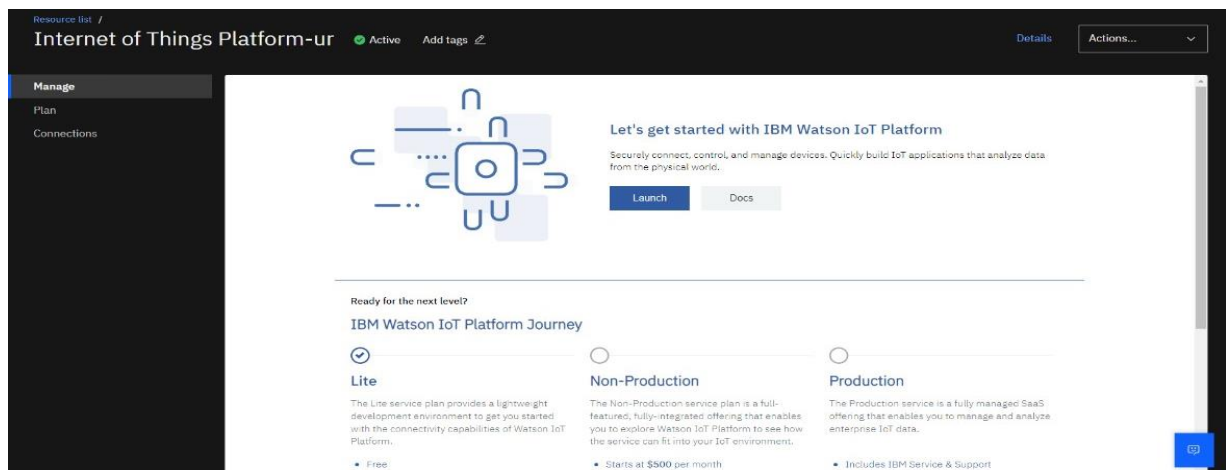 Resource list /
Internet of Things Platform-ur Active Add tags Details Actions...
Manage
Plan
Connections
Let's get started with IBM Watson IoT Platform
Securely connect, control, and manage devices. Quickly build IoT applications that analyze data
from the physical world.
Launch Docs
Ready for the next level?
IBM Watson IoT Platform Journey
Lite
The Lite service plan provides a lightweight
development environment to get you started
with the connectivity capabilities of Watson IoT
Platform.
• Free
Non-Production
The Non-Production service plan is a full-
featured, fully-integrated offering that enables
you to explore Watson IoT Platform to see how
the service can fit into your IoT environment.
• Starts at $500 per month
Production
The Production service is a fully managed SaaS
offering that enables you to manage and analyze
enterprise IoT data.
• Includes IBM Service & Support